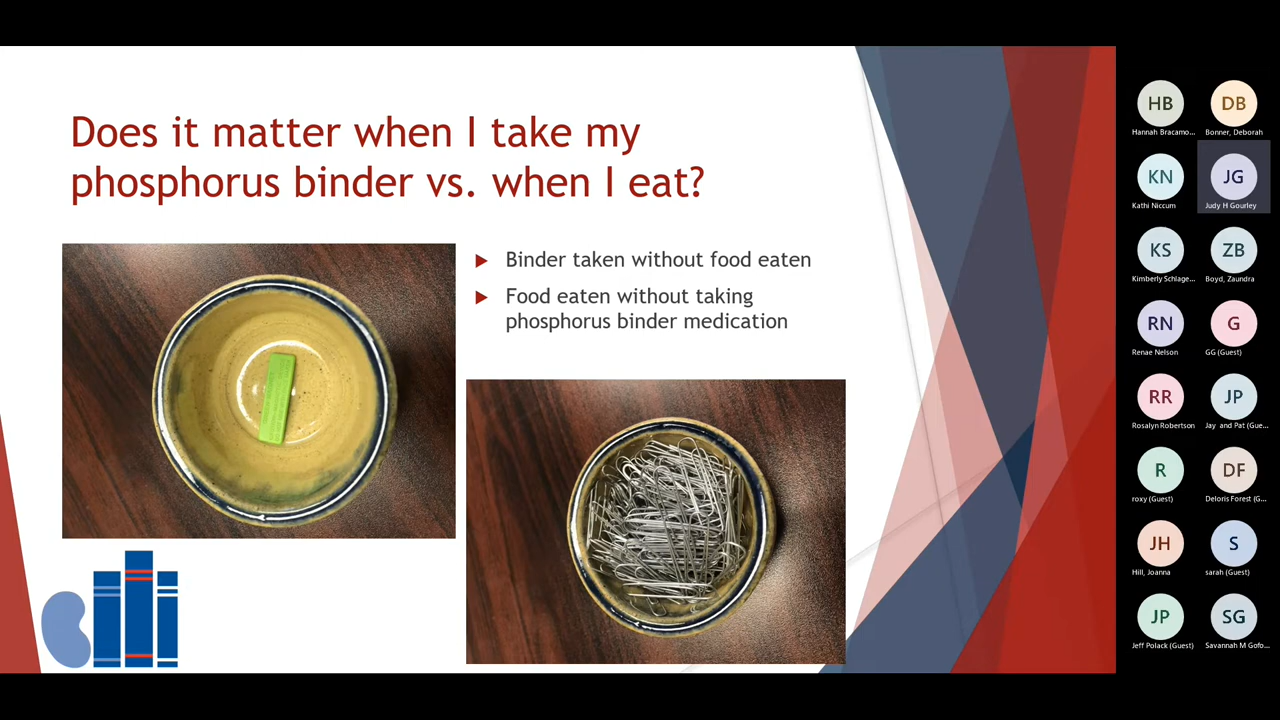 Does it matter when I take my
phosphorus binder vs. when I eat?
Binder taken without food eaten
Food eaten without taking
phosphorus binder medication
HB
Hannah Bracamo...
DB
Bonner, Deborah
KN
Kathi Niccum
JG
Judy H Gourley
KS
Kimberly Schlage...
ZB
Boyd, Zaundra
RN
Renae Nelson
G
GG (Guest)
RR
Rosalyn Robertson
JP
Jay and Pat (Gue...
R
roxy (Guest)
DF
Deloris Forest (G...
JH
Hill, Joanna
S
sarah (Guest)
JP
Jeff Polack (Guest)
SG
Savannah M Gofo...